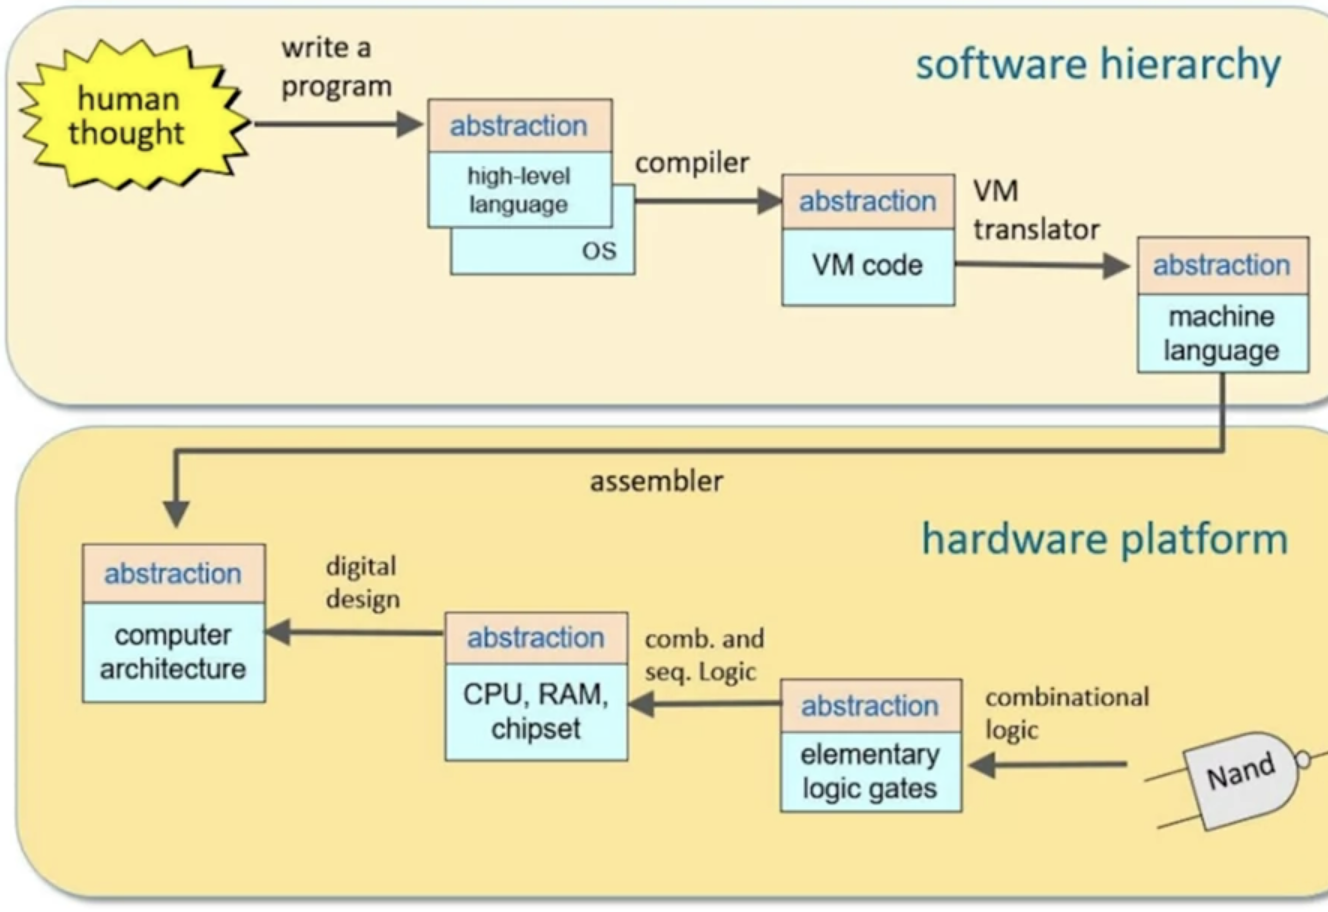 software hierarchy
human
thought
write a
program
abstraction
high-level
language
OS
compiler
abstraction
VM code
VM
translator
abstraction
machine
language
assembler
hardware platform
abstraction
computer
architecture
digital
design
abstraction
CPU, RAM,
chipset
comb. and
seq. Logic
abstraction
elementary
logic gates
combinational
logic
Nand